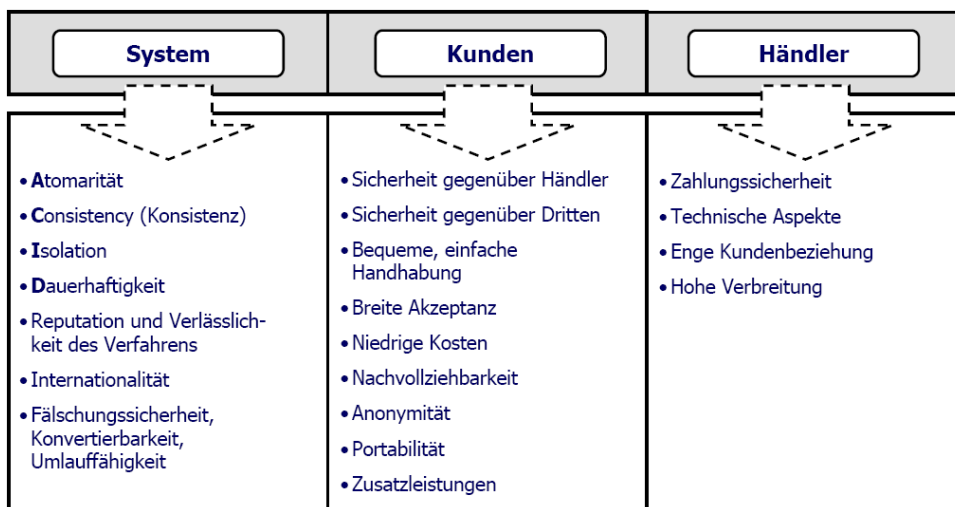 System
Kunden
Händler
• Atomarität
• Consistency (Konsistenz)
• Isolation
• Dauerhaftigkeit
• Reputation und Verlässlich-
keit des Verfahrens
• Internationalität
• Fälschungssicherheit,
Konvertierbarkeit,
Umlauffähigkeit
• Sicherheit gegenüber Händler
• Sicherheit gegenüber Dritten
• Bequeme, einfache
Handhabung
• Breite Akzeptanz
• Niedrige Kosten
• Nachvollziehbarkeit
• Anonymität
• Portabilität
• Zusatzleistungen
• Zahlungssicherheit
• Technische Aspekte
• Enge Kundenbeziehung
• Hohe Verbreitung